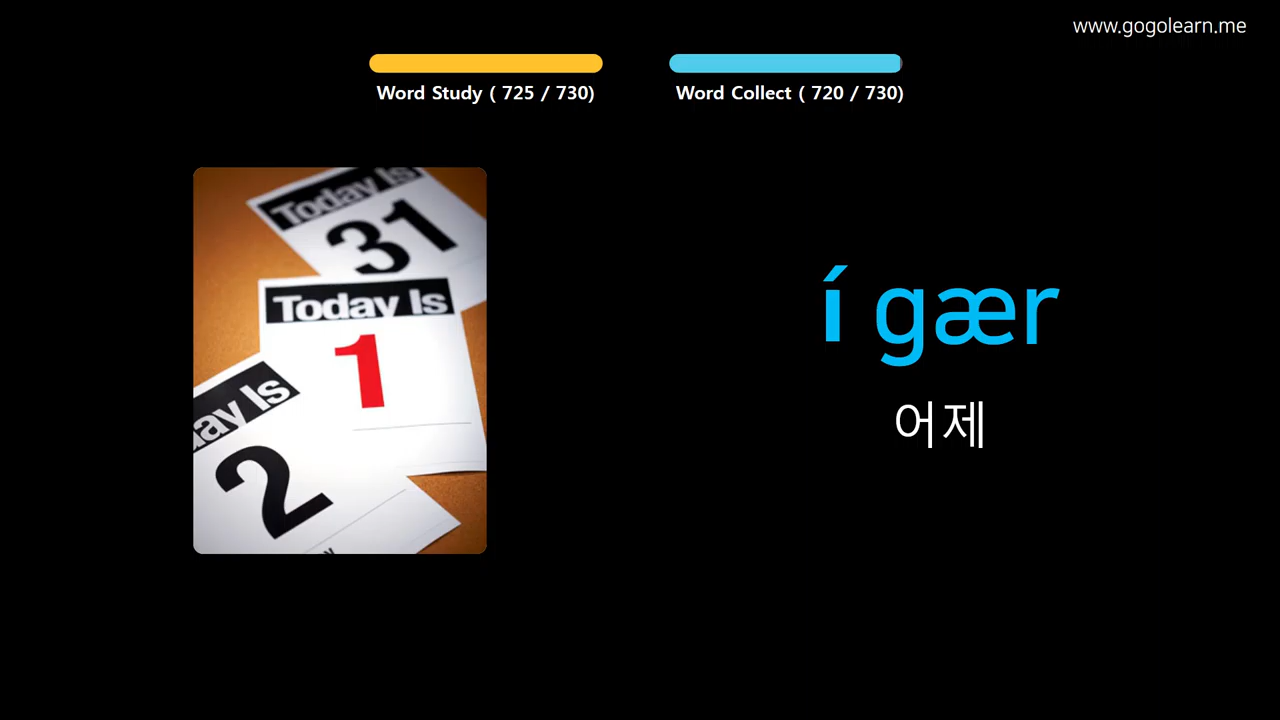 www.gogolearn.me
Word Study ( 725 / 730)
Word Collect ( 720 / 730)
Today Is
31
Today Is
1
ay Is
2
í gær
어제